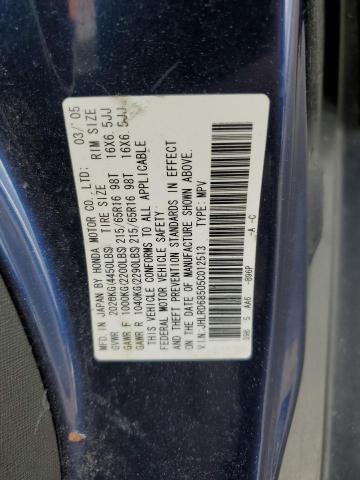 MFD. IN JAPAN BY HONDA MOTOR CO., LTD. 03/'05
TIRE SIZE RIM SIZE
GVWR 2020KG(4450LBS)
GAWR F 1000KG(2200LBS) 215/65R16 98T 16X6.5JJ
GAWR R 1040KG(2290LBS) 215/65R16 98T 16X6.5JJ
THIS VEHICLE CONFORMS TO ALL APPLICABLE
FEDERAL MOTOR VEHICLE SAFETY
AND THEFT PREVENTION STANDARDS IN EFFECT
ON THE DATE OF MANUFACTURE SHOWN ABOVE.
V.I.N.:JHLRD68505C012513 TYPE: MPV
-A -C
S AA6 -B96P